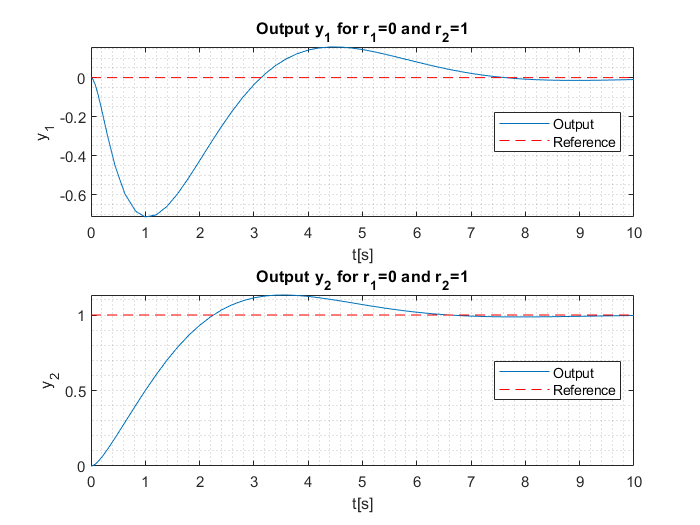 Output y₁ for r₁=0 and r₂=1
0
-0.2
-0.4
-0.6
y₁
Output
Reference
0 1 2 3 4 5 6 7 8 9 10
t[s]
Output y₂ for r₁=0 and r₂=1
1
0.5
0
y₂
Output
Reference
0 1 2 3 4 5 6 7 8 9 10
t[s]